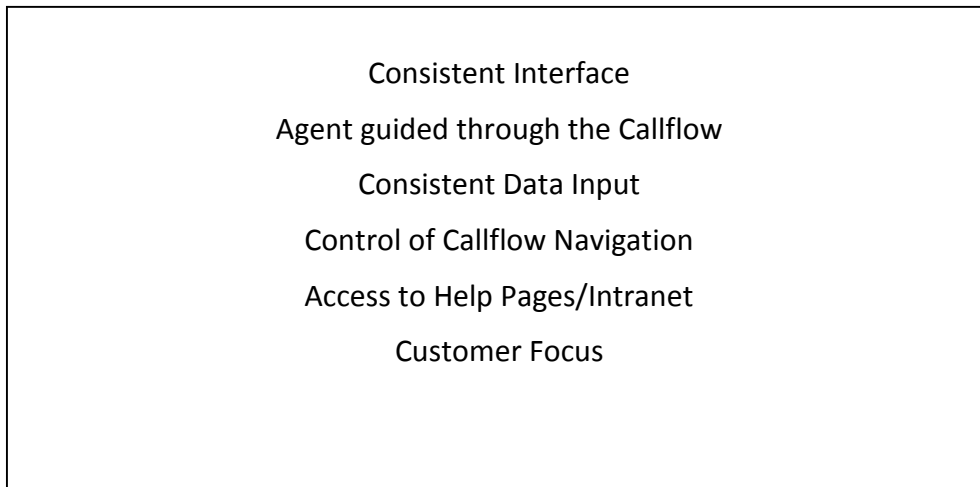 Consistent Interface
Agent guided through the Callflow
Consistent Data Input
Control of Callflow Navigation
Access to Help Pages/Intranet
Customer Focus